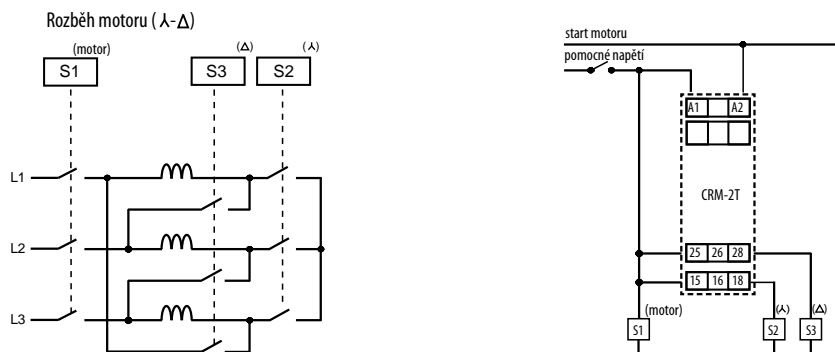 Rozběh motoru (⅄-Δ)
(motor)
(Δ)
(⅄)
S1
S3
S2
L1
L2
L3
start motoru
pomocné napětí
A1
A2
CRM-2T
25 26 28
15 16 18
(motor)
(⅄)
(Δ)
S1
S2
S3